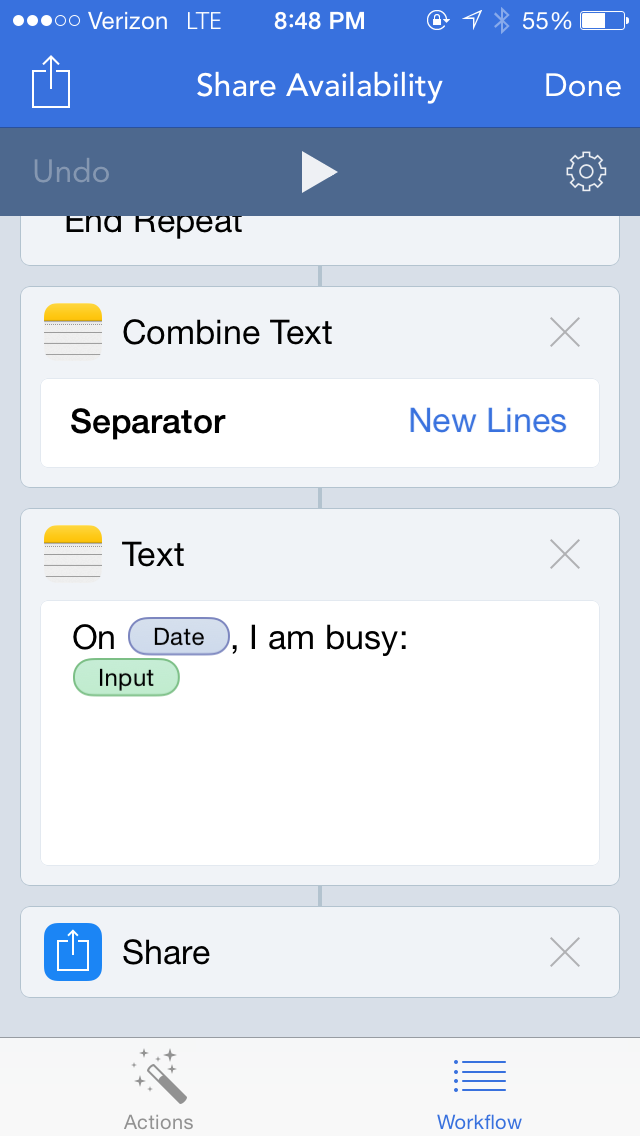 Verizon LTE 8:48 PM 55%
Share Availability Done
Undo
End Repeat
Combine Text
Separator New Lines
Text
On Date, I am busy:
Input
Share
Actions Workflow